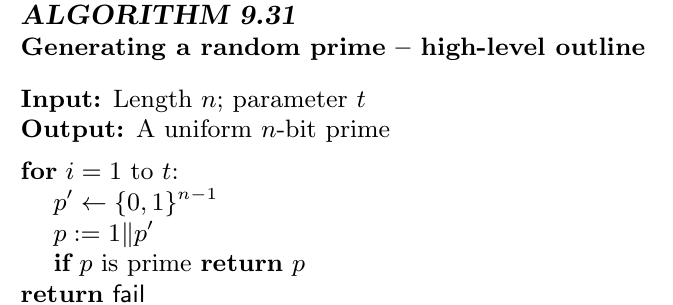 ALGORITHM 9.31
Generating a random prime – high-level outline
Input: Length n; parameter t
Output: A uniform n-bit prime
for i = 1 to t:
p′ ← {0, 1}ⁿ⁻¹
p := 1‖p′
if p is prime return p
return fail